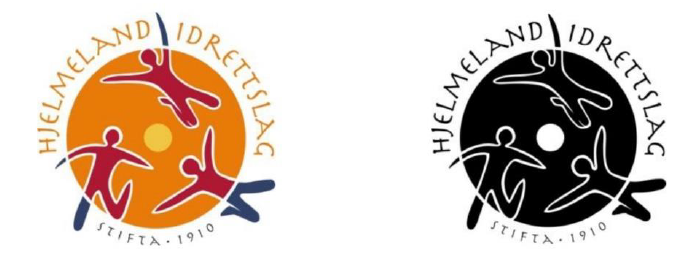 HJELMELAND IDRETTSLAG
STIFTA · 1910
HJELMELAND IDRETTSLAG
STIFTA · 1910